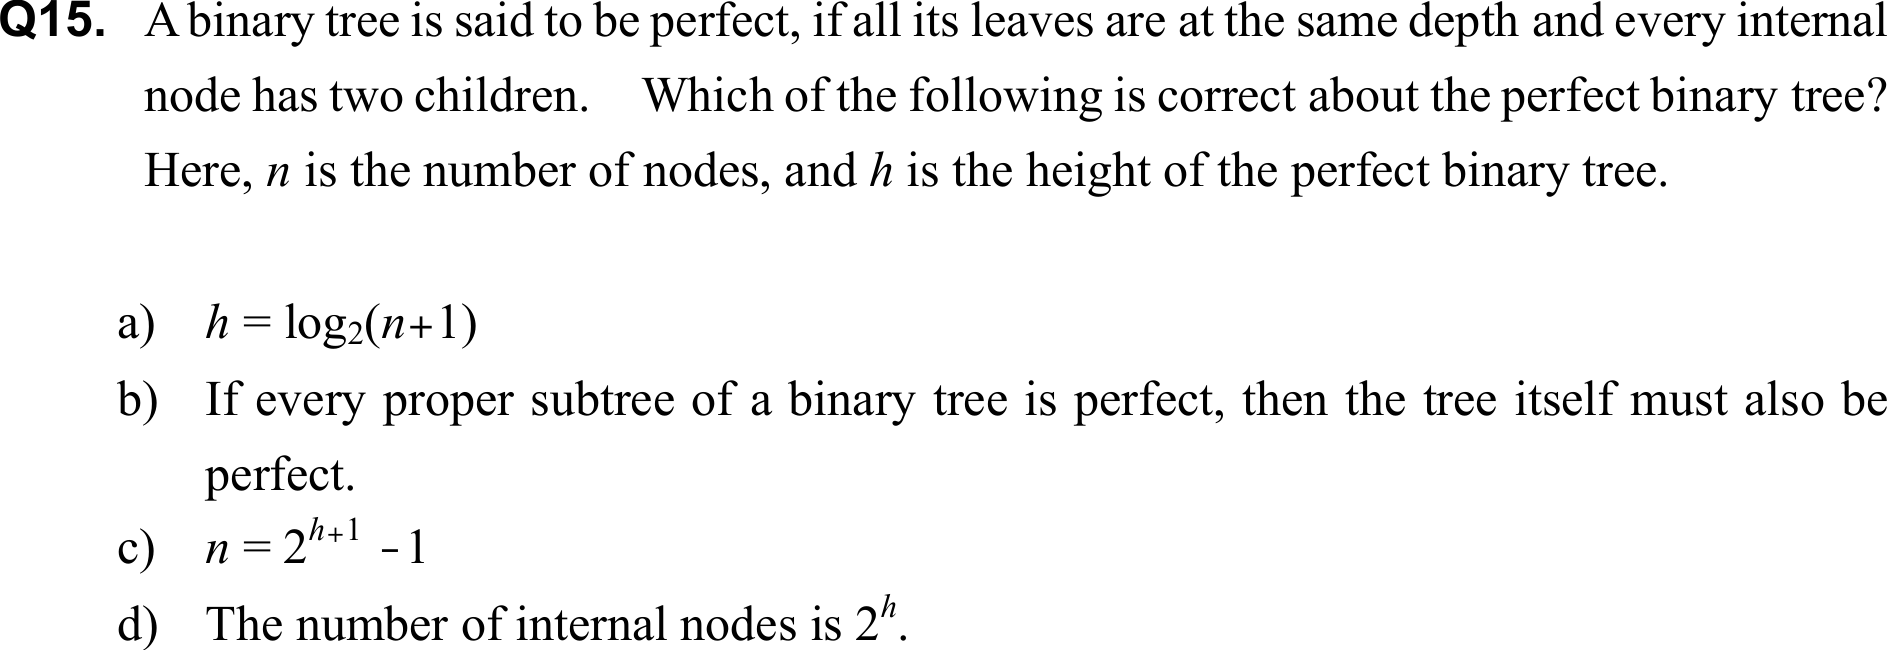 Q15. A binary tree is said to be perfect, if all its leaves are at the same depth and every internal
node has two children. Which of the following is correct about the perfect binary tree?
Here, n is the number of nodes, and h is the height of the perfect binary tree.
a) h = log₂(n+1)
b) If every proper subtree of a binary tree is perfect, then the tree itself must also be
perfect.
c) n = 2^{h+1} −1
d) The number of internal nodes is 2^h.